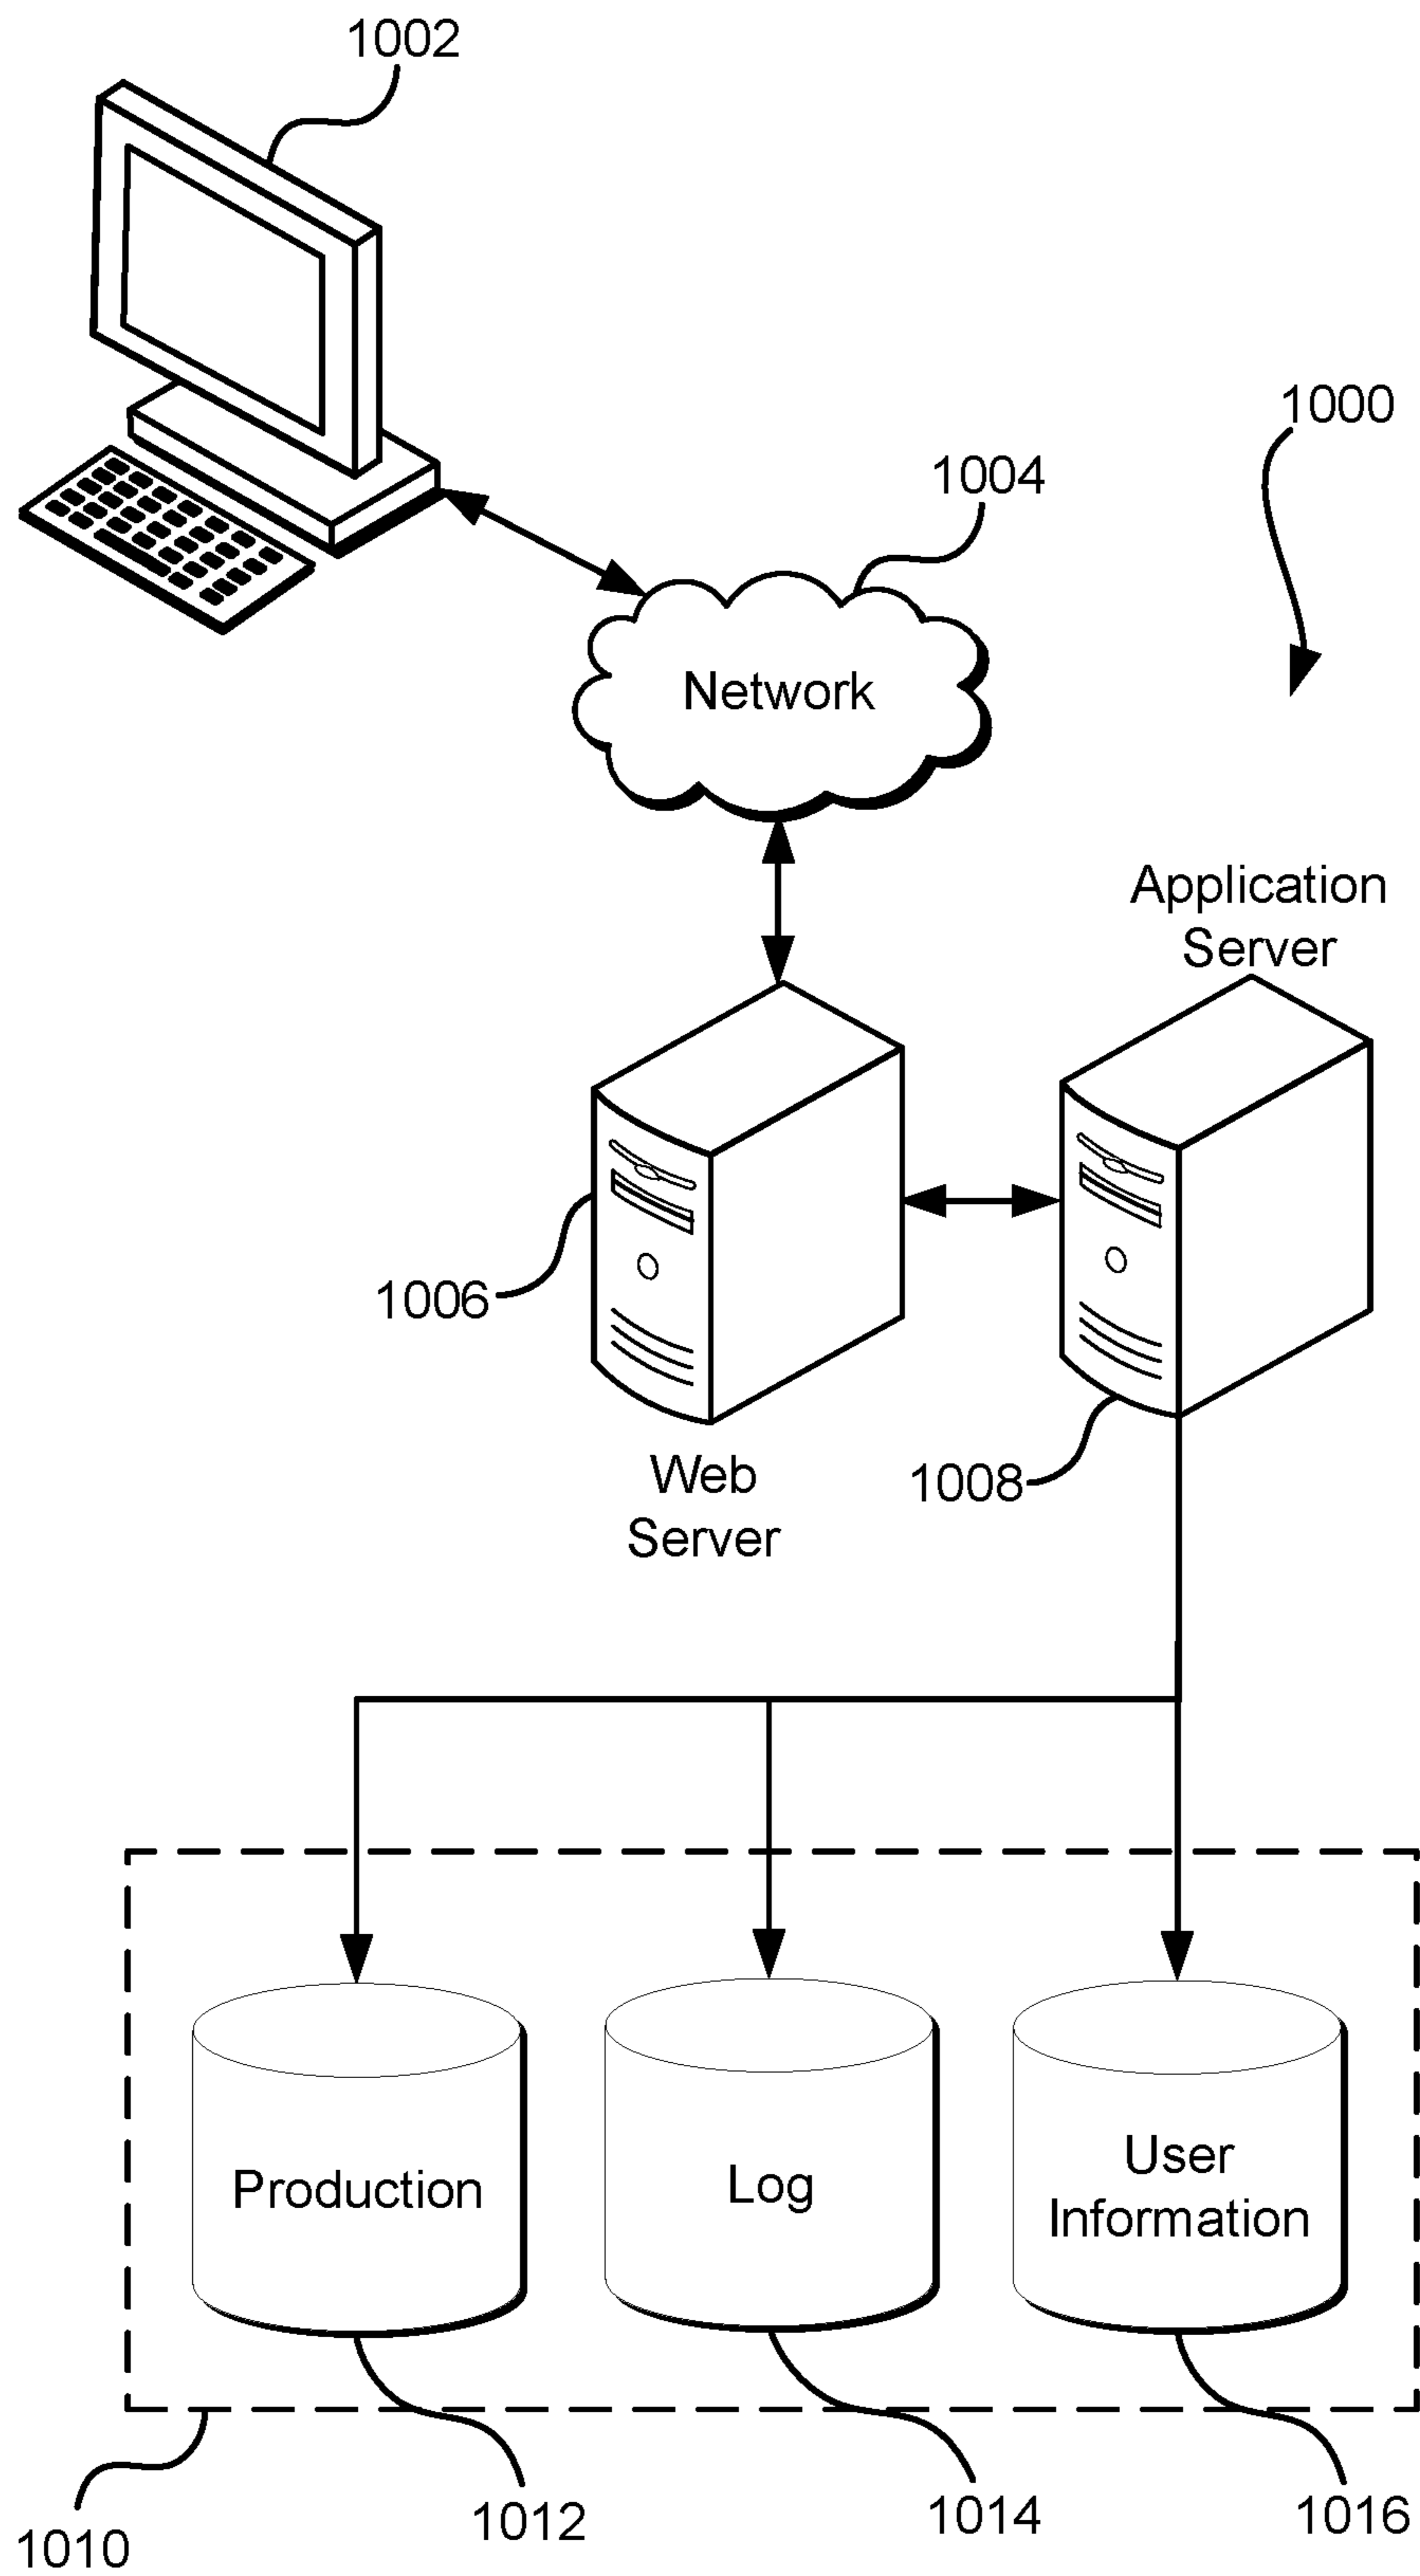 1002
1000
1004
Network
Application
Server
1006
Web
Server
1008
Production
Log
User
Information
1010
1012
1014
1016